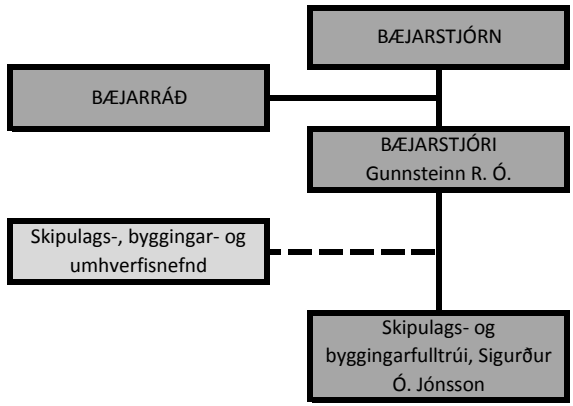 BÆJARSTJÓRN
BÆJARRÁÐ
BÆJARSTJÓRI
Gunnsteinn R. Ó.
Skipulags-, byggingar- og
umhverfisnefnd
Skipulags- og
byggingarfulltrúi, Sigurður
Ó. Jónsson